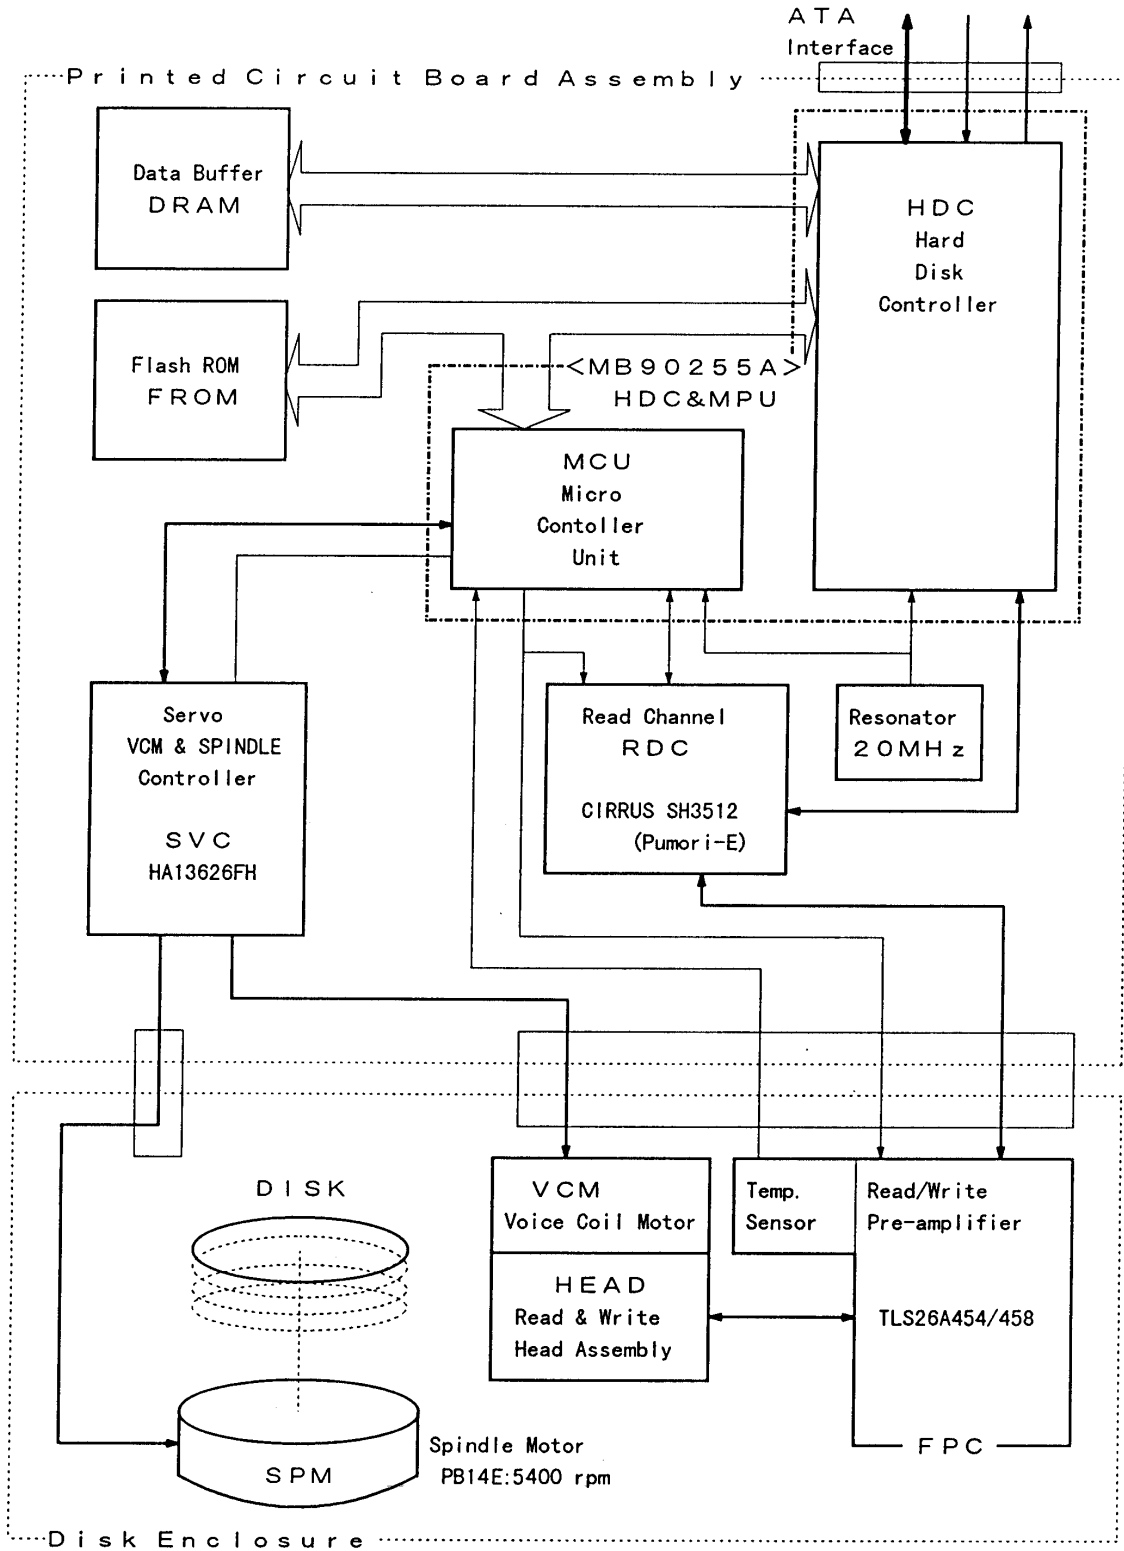 ATA
Interface
Printed Circuit Board Assembly
Data Buffer
DRAM
HDC
Hard
Disk
Controller
Flash ROM
FROM
<MB90255A>
HDC&MPU
MCU
Micro
Contoller
Unit
Servo
VCM & SPINDLE
Controller
SVC
HA13626FH
Read Channel
RDC
CIRRUS SH3512
(Pumori-E)
Resonator
20MHz
DISK
VCM
Voice Coil Motor
HEAD
Read & Write
Head Assembly
Temp.
Sensor
Read/Write
Pre-amplifier
TLS26A454/458
FPC
SPM
Spindle Motor
PB14E:5400 rpm
Disk Enclosure